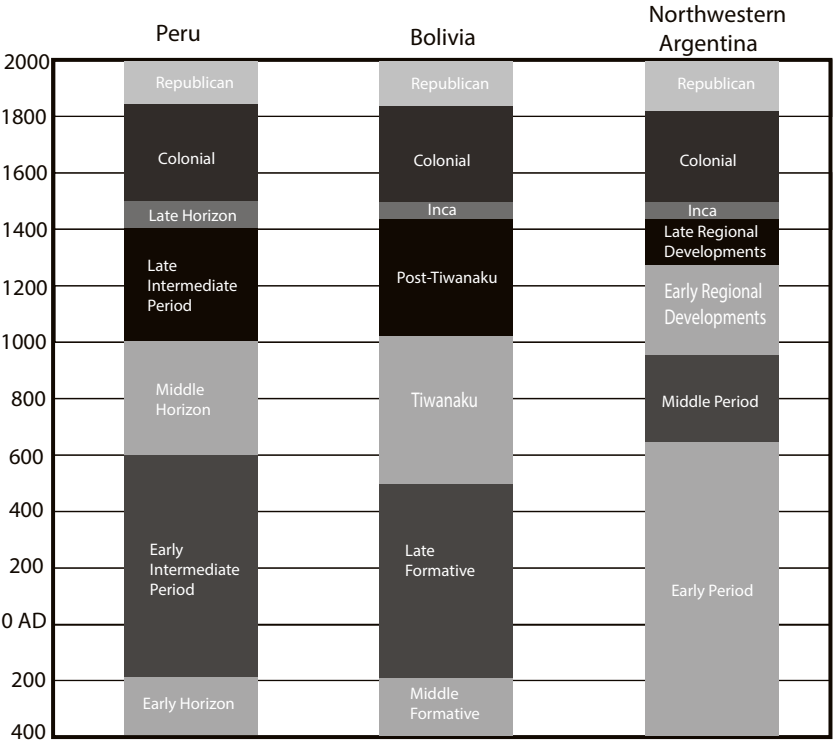 Peru
Bolivia
Northwestern
Argentina
2000
1800
1600
1400
1200
1000
800
600
400
200
0 AD
200
400
Republican
Colonial
Late Horizon
Late
Intermediate
Period
Middle
Horizon
Early
Intermediate
Period
Early Horizon
Republican
Colonial
Inca
Post-Tiwanaku
Tiwanaku
Late
Formative
Middle
Formative
Republican
Colonial
Inca
Late Regional
Developments
Early Regional
Developments
Middle Period
Early Period